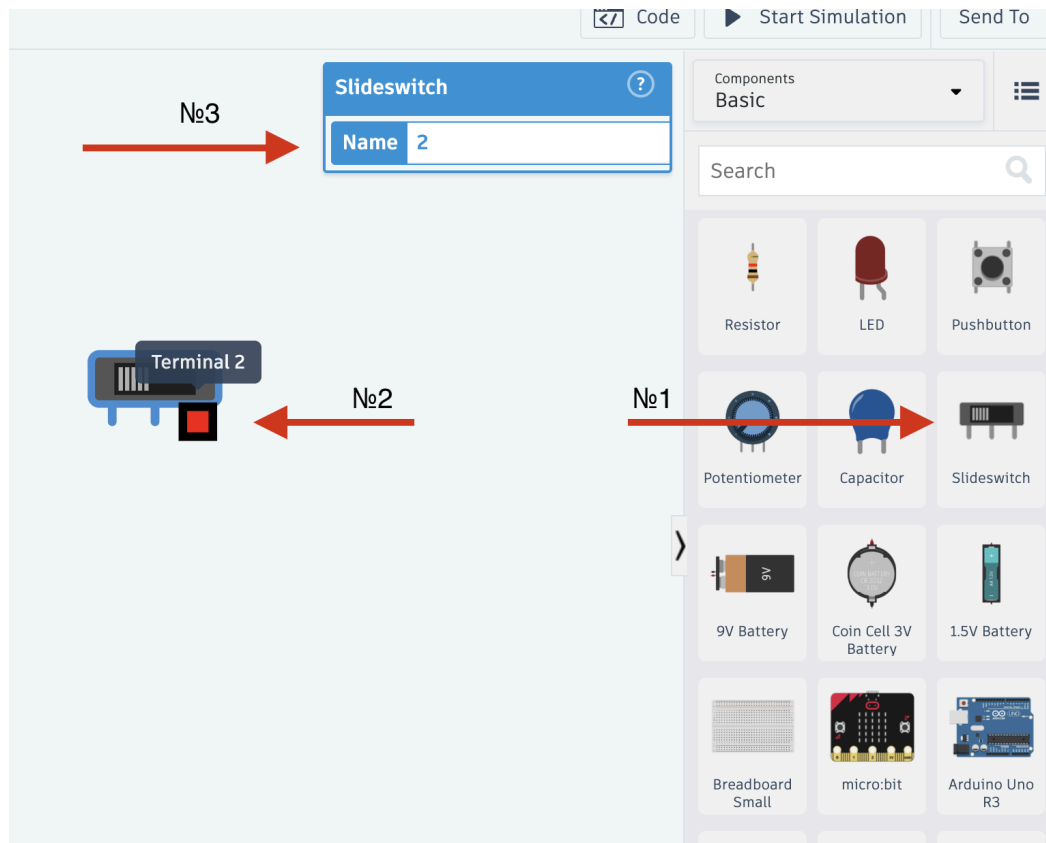 Code
Start Simulation
Send To
Slideswitch
?
Name 2
№3
Components
Basic
Search
Resistor
LED
Pushbutton
Terminal 2
№2
№1
Potentiometer
Capacitor
Slideswitch
9V
9V Battery
Coin Cell 3V
Battery
1.5V Battery
Breadboard
Small
micro:bit
Arduino Uno
R3